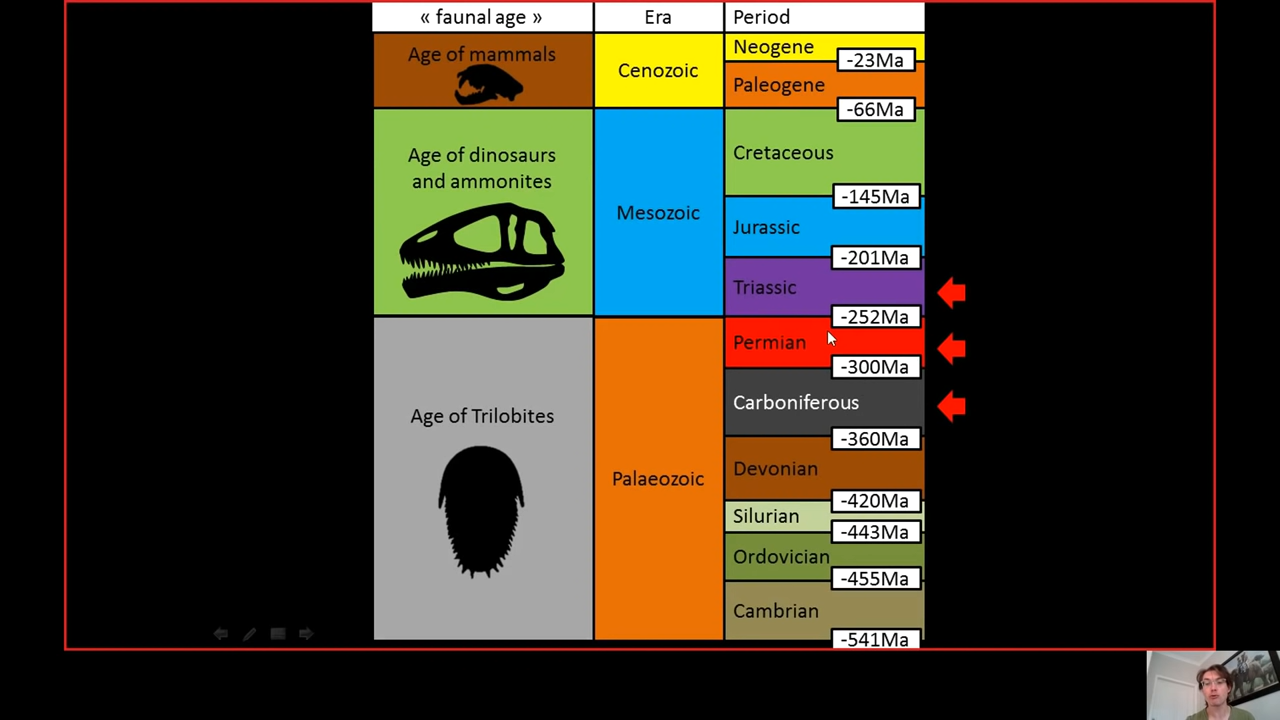 « faunal age »
Era
Period
Age of mammals
Cenozoic
Neogene
-23Ma
Paleogene
-66Ma
Age of dinosaurs
and ammonites
Mesozoic
Cretaceous
-145Ma
Jurassic
-201Ma
Triassic
-252Ma
Age of Trilobites
Palaeozoic
Permian
-300Ma
Carboniferous
-360Ma
Devonian
-420Ma
Silurian
-443Ma
Ordovician
-455Ma
Cambrian
-541Ma